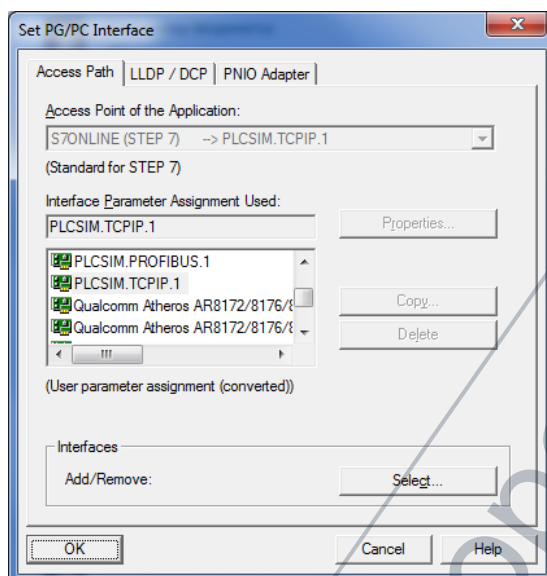 Set PG/PC Interface
Access Path LLDP / DCP PNIO Adapter
Access Point of the Application:
S7ONLINE (STEP 7) --> PLCSIM.TCPIP.1
(Standard for STEP 7)
Interface Parameter Assignment Used:
PLCSIM.TCPIP.1
Properties...
PLCSIM.PROFIBUS.1
PLCSIM.TCPIP.1
Qualcomm Atheros AR8172/8176/8
Qualcomm Atheros AR8172/8176/8
Copy...
Delete
(User parameter assignment (converted))
Interfaces
Add/Remove:
Select...
OK
Cancel
Help